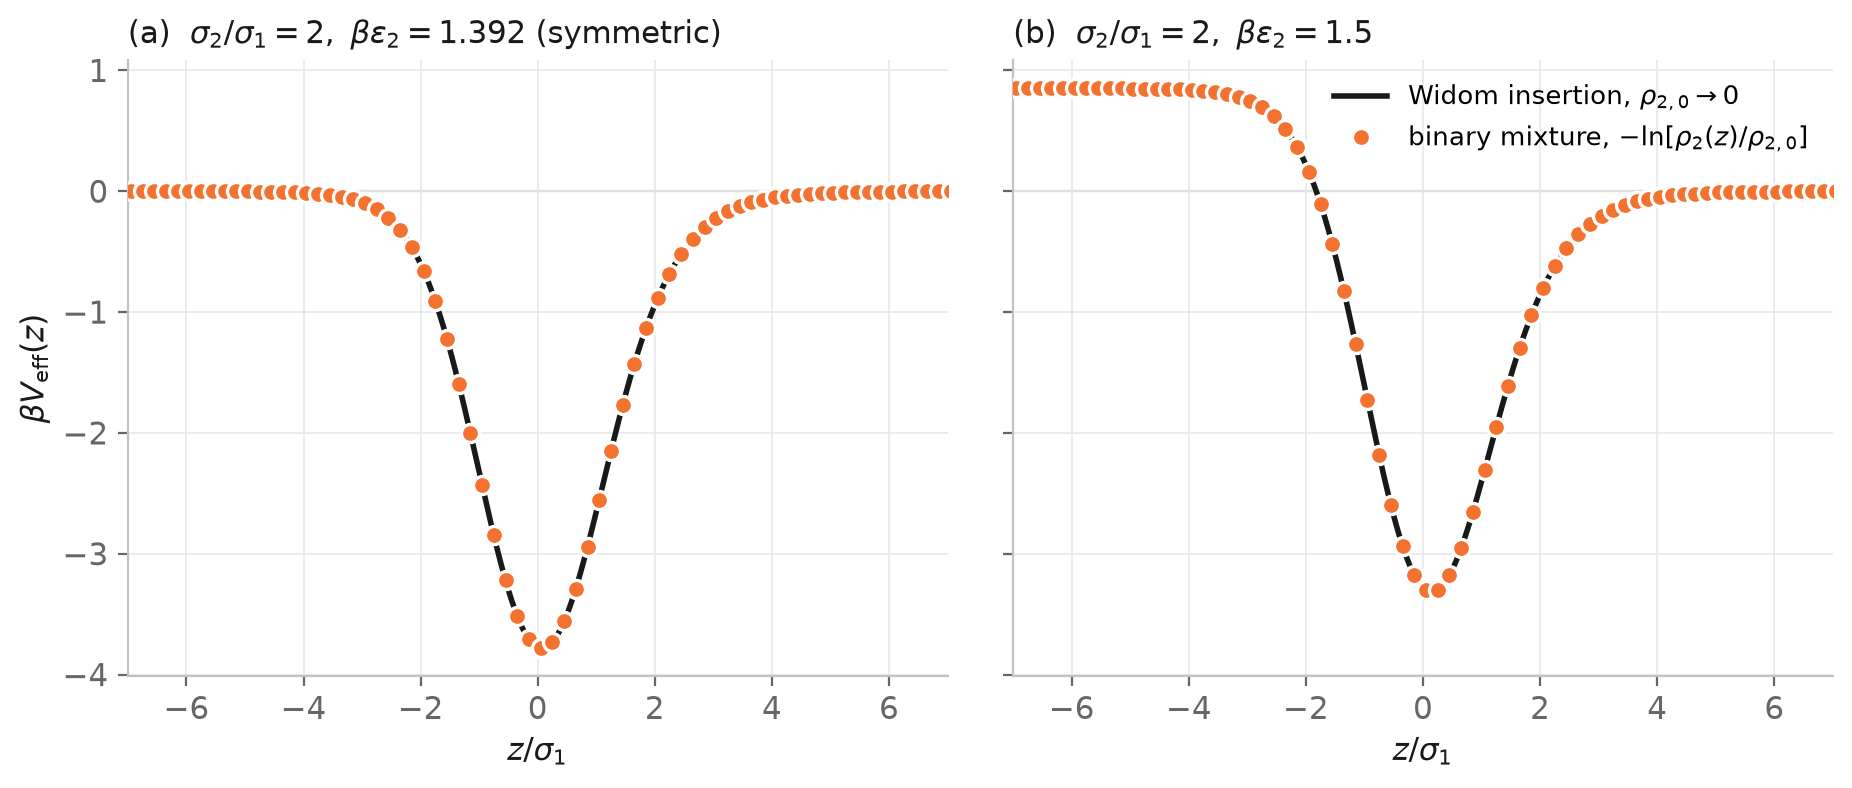 (a) σ₂/σ₁ = 2, βε₂ = 1.392 (symmetric)
(b) σ₂/σ₁ = 2, βε₂ = 1.5
Widom insertion, ρ₂,₀ → 0
binary mixture, −ln[ρ₂(z)/ρ₂,₀]
1
0
−1
−2
−3
−4
βV_eff(z)
−6 −4 −2 0 2 4 6
−6 −4 −2 0 2 4 6
z/σ₁
z/σ₁